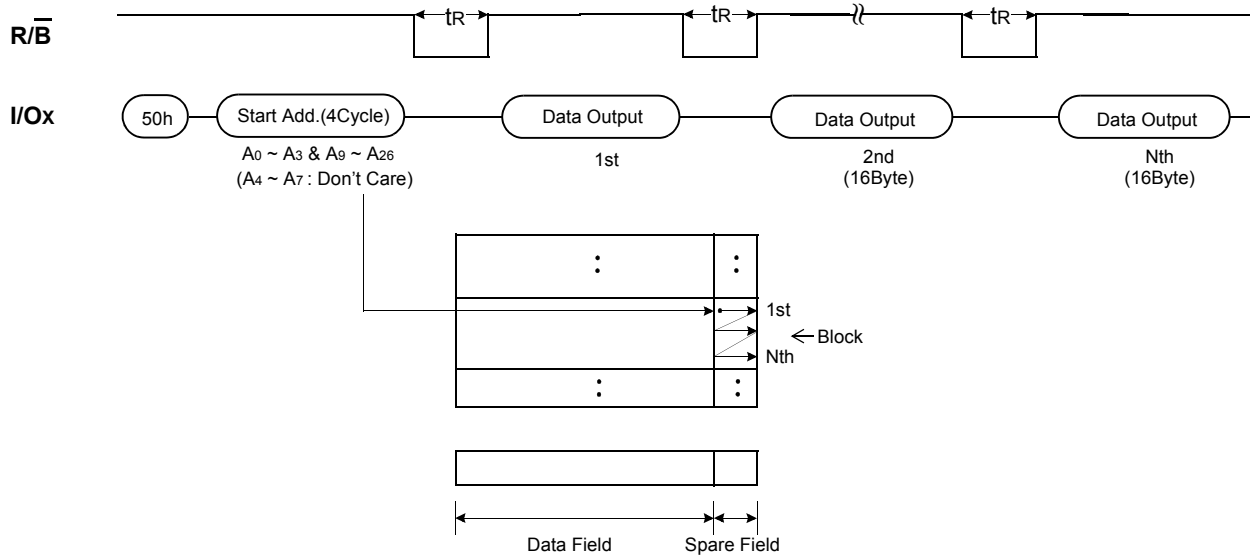 R/B tR tR tR
I/Ox 50h Start Add.(4Cycle) Data Output Data Output Data Output
A0 ~ A3 & A9 ~ A26 1st 2nd Nth
(A4 ~ A7 : Don't Care) (16Byte) (16Byte)
1st
Block
Nth
Data Field Spare Field